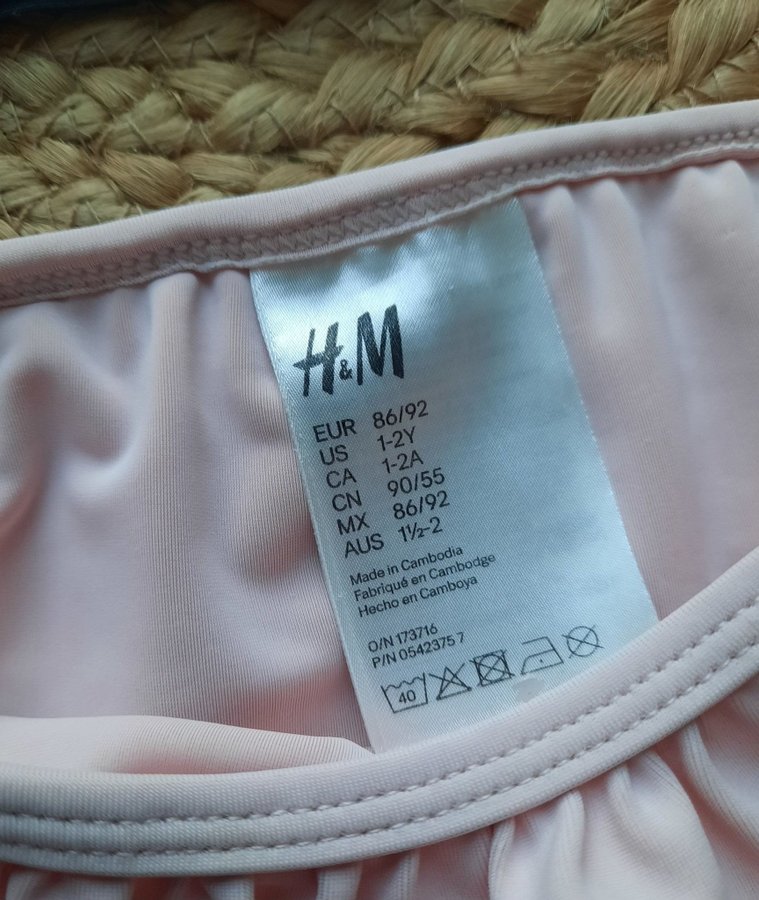 H&M
EUR 86/92
US 1-2Y
CA 1-2A
CN 90/55
MX 86/92
AUS 1½-2
Made in Cambodia
Fabriqué en Cambodge
Hecho en Camboya
O/N 173716
P/N 0542375 7
40